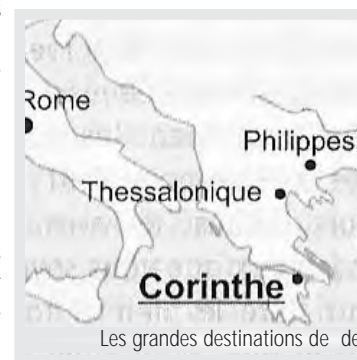 Rome
Philippes
Thessalonique
Corinthe
Les grandes destinations de